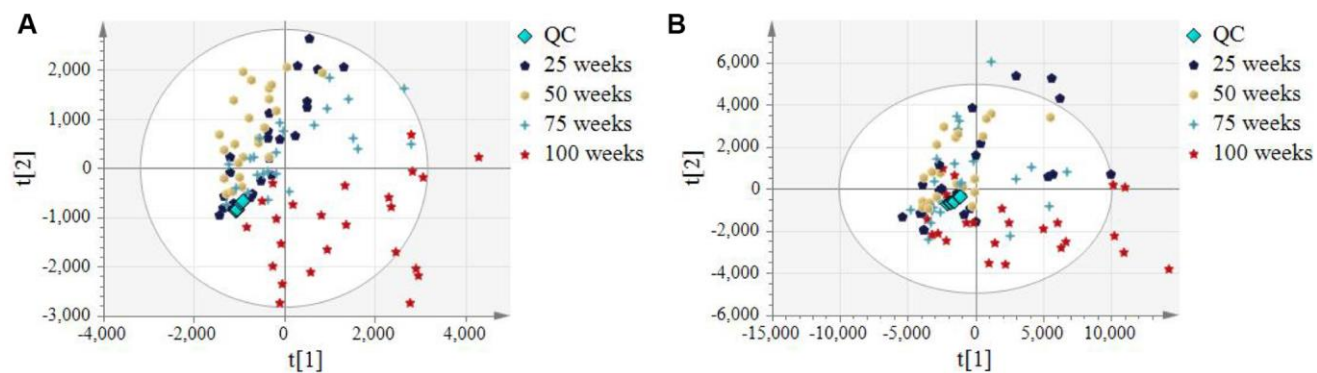 A
2,000
1,000
0
-1,000
-2,000
-3,000
t[2]
-4,000 -2,000 0 2,000 4,000
t[1]
QC
25 weeks
50 weeks
75 weeks
100 weeks
B
6,000
4,000
2,000
0
-2,000
-4,000
-6,000
t[2]
-15,000 -10,000 -5,000 0 5,000 10,000
t[1]
QC
25 weeks
50 weeks
75 weeks
100 weeks